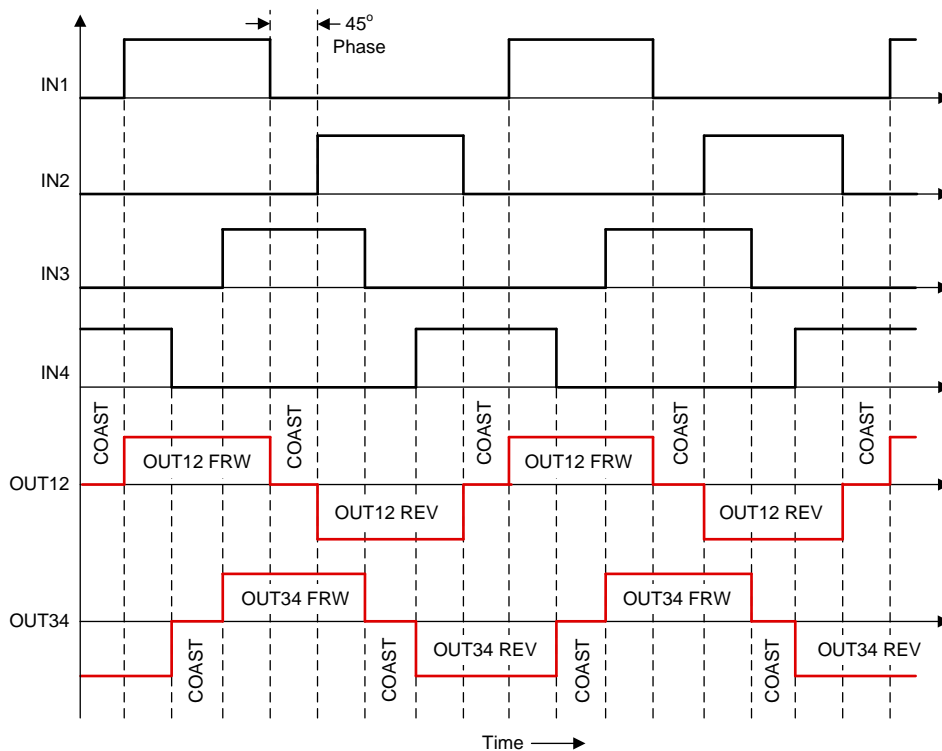 45o
Phase
IN1
IN2
IN3
IN4
COAST
COAST
COAST
COAST
COAST
OUT12 FRW
OUT12 FRW
OUT12
OUT12 REV
OUT12 REV
OUT34 FRW
OUT34 FRW
OUT34
COAST
OUT34 REV
COAST
OUT34 REV
COAST
COAST
Time